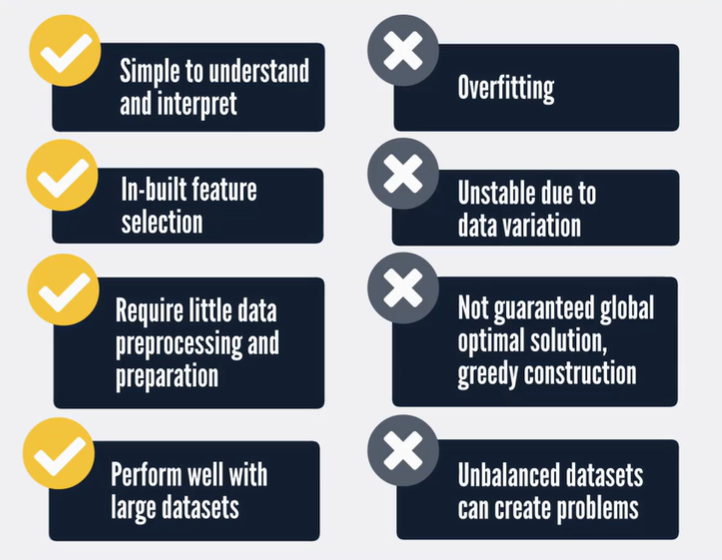 Simple to understand
and interpret
Overfitting
In-built feature
selection
Unstable due to
data variation
Require little data
preprocessing and
preparation
Not guaranteed global
optimal solution,
greedy construction
Perform well with
large datasets
Unbalanced datasets
can create problems